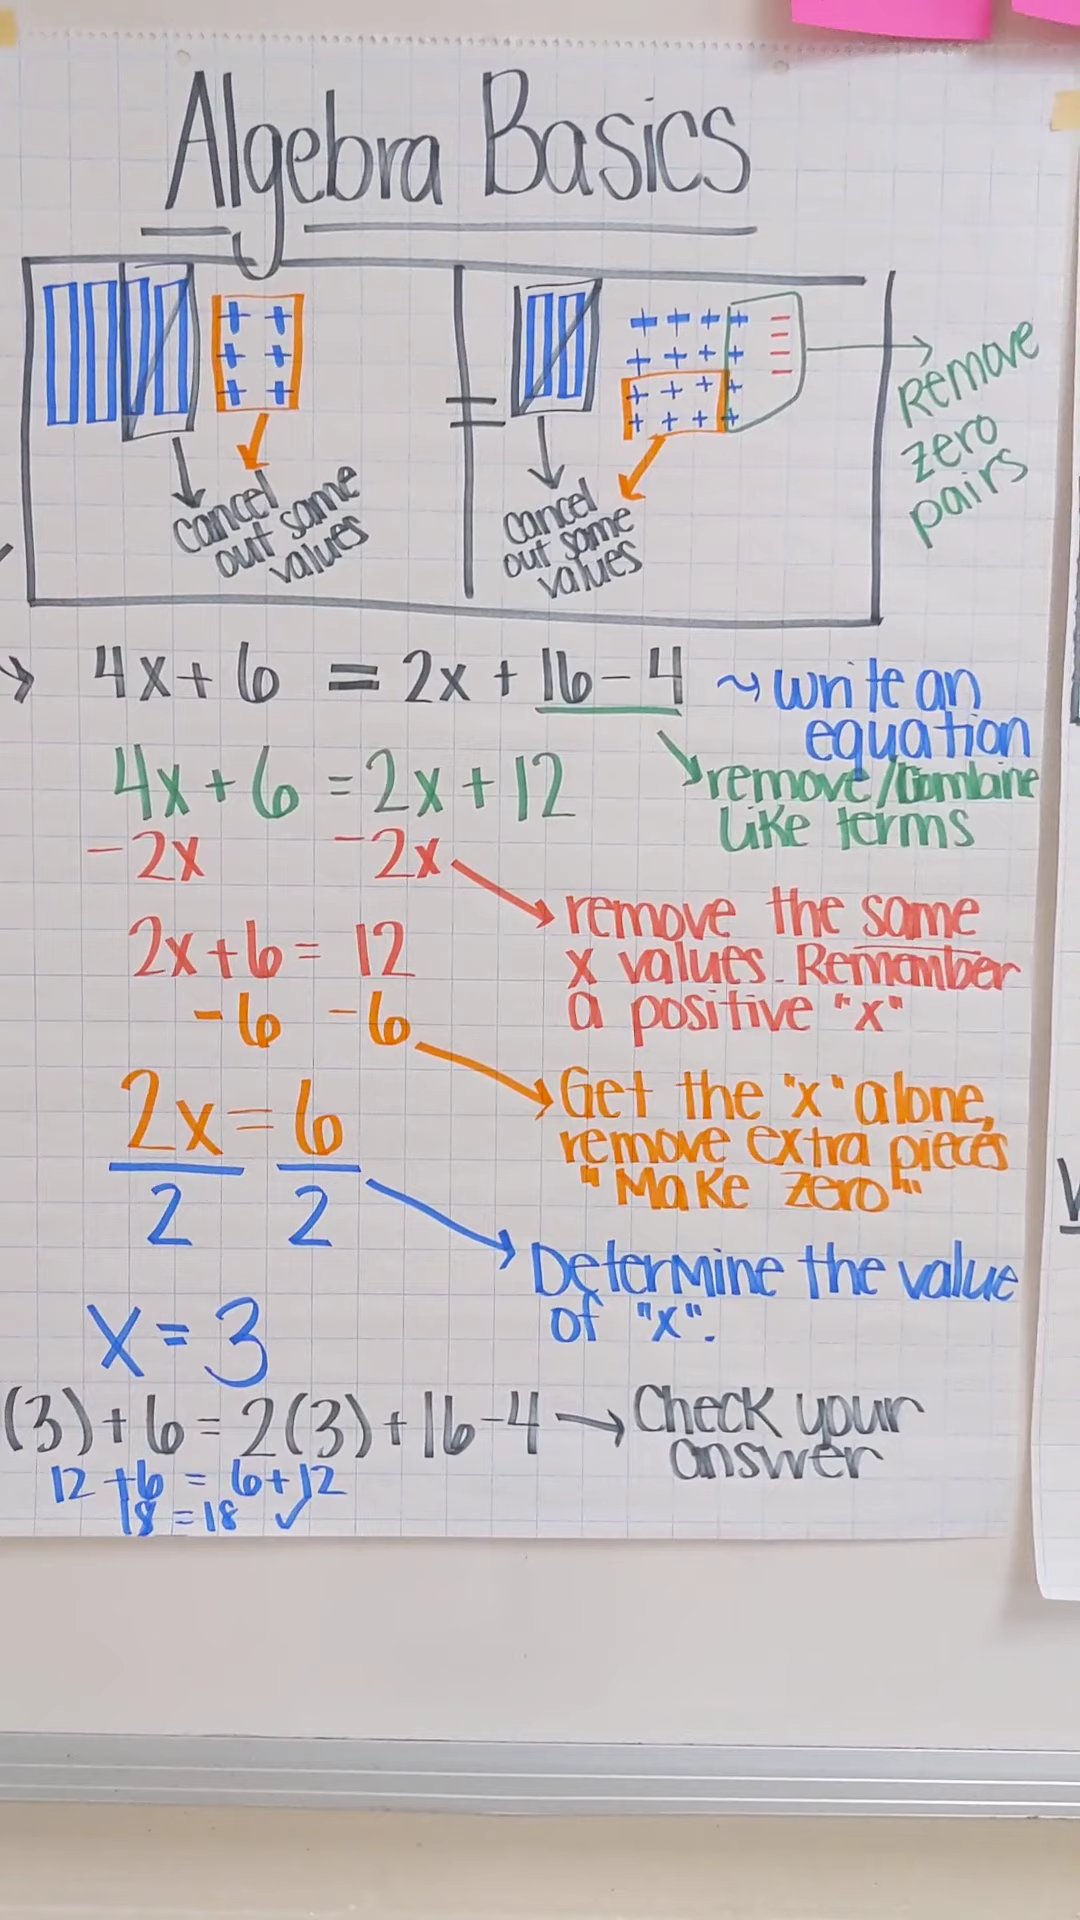 Algebra Basics
cancel
out same
values
cancel
out same
values
Remove
zero
pairs
4x + 6 = 2x + 16 - 4 ~> write an
equation
4x + 6 = 2x + 12
remove/combine
like terms
-2x -2x
remove the same
x values. Remember
a positive "x"
2x + 6 = 12
-6 -6
Get the "x" alone,
remove extra pieces
"Make zero"
2x = 6
2 2
Determine the value
of "x".
x = 3
(3) + 6 = 2(3) + 16 - 4 → Check your
answer
12 + 6 = 6 + 12
18 = 18 ✓